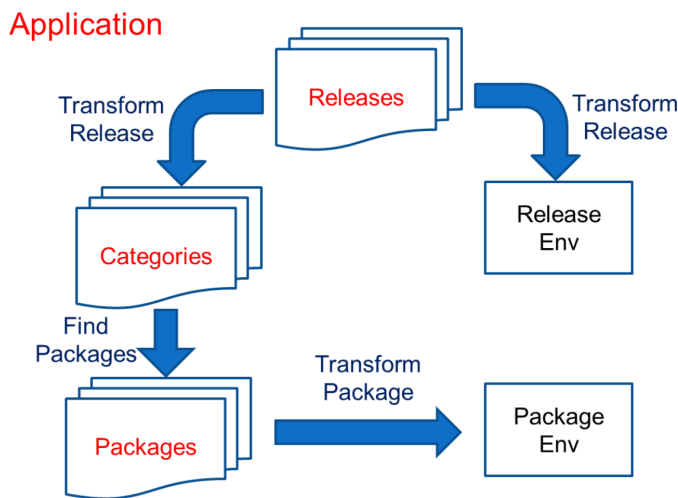 Application
Releases
Transform
Release
Transform
Release
Categories
Release
Env
Find
Packages
Transform
Package
Packages
Package
Env